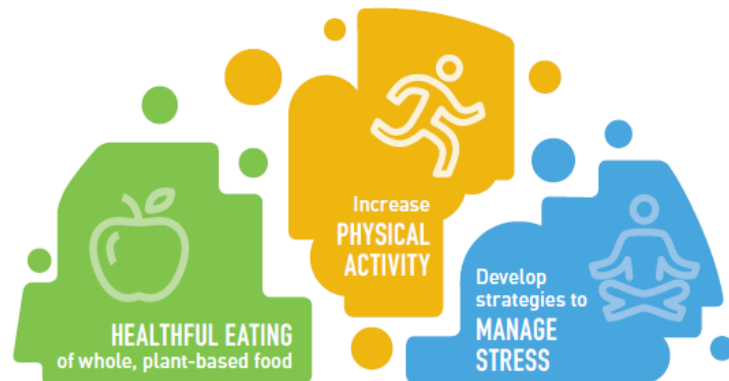 HEALTHFUL EATING
of whole, plant-based food
Increase
PHYSICAL
ACTIVITY
Develop
strategies to
MANAGE
STRESS